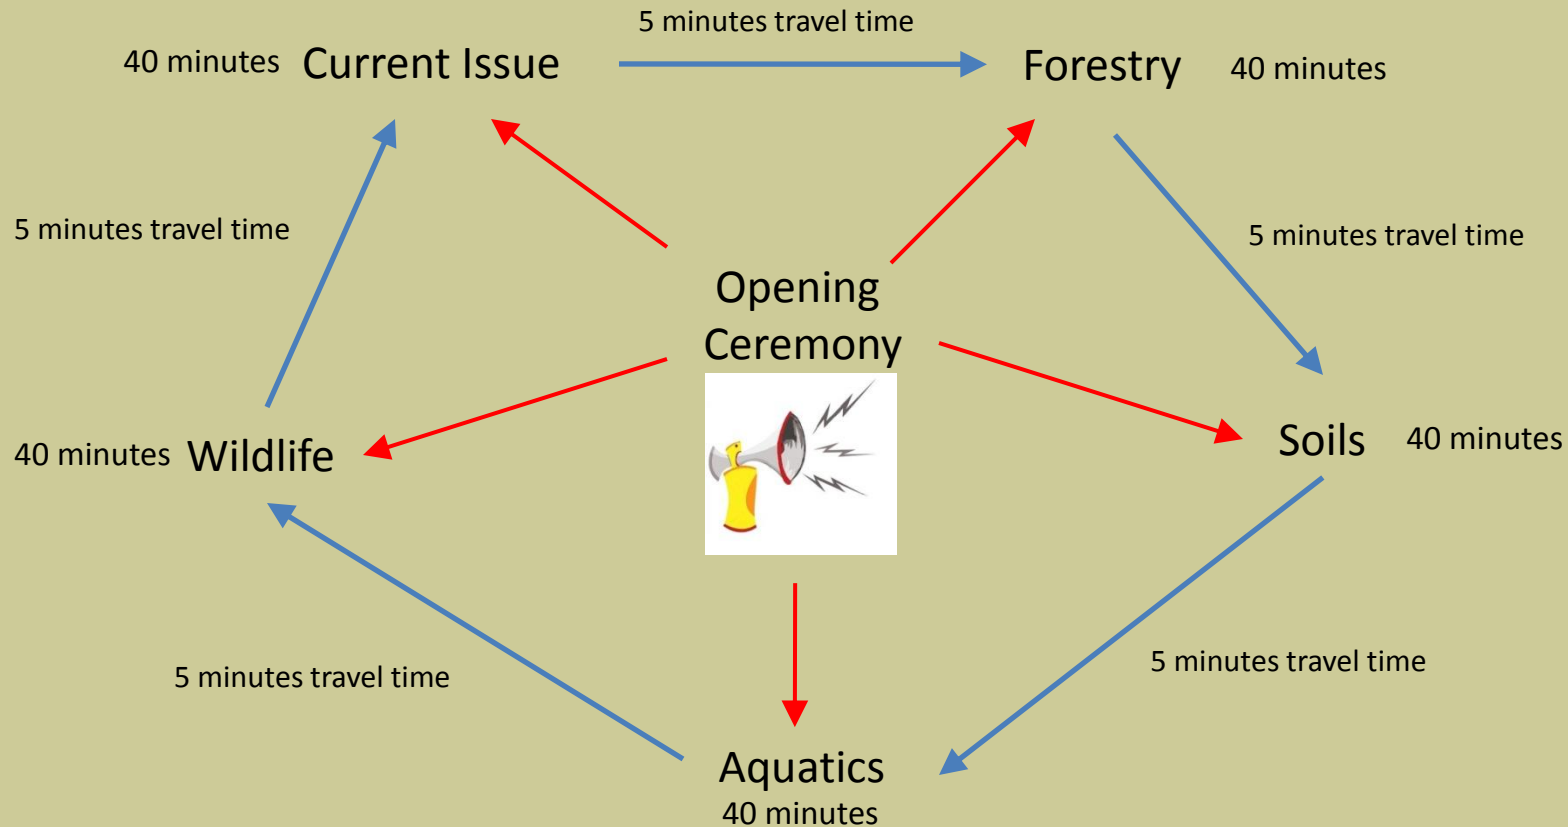 5 minutes travel time
40 minutes Current Issue
Forestry 40 minutes
5 minutes travel time
5 minutes travel time
Opening
Ceremony
40 minutes Wildlife
Soils 40 minutes
5 minutes travel time
5 minutes travel time
Aquatics
40 minutes